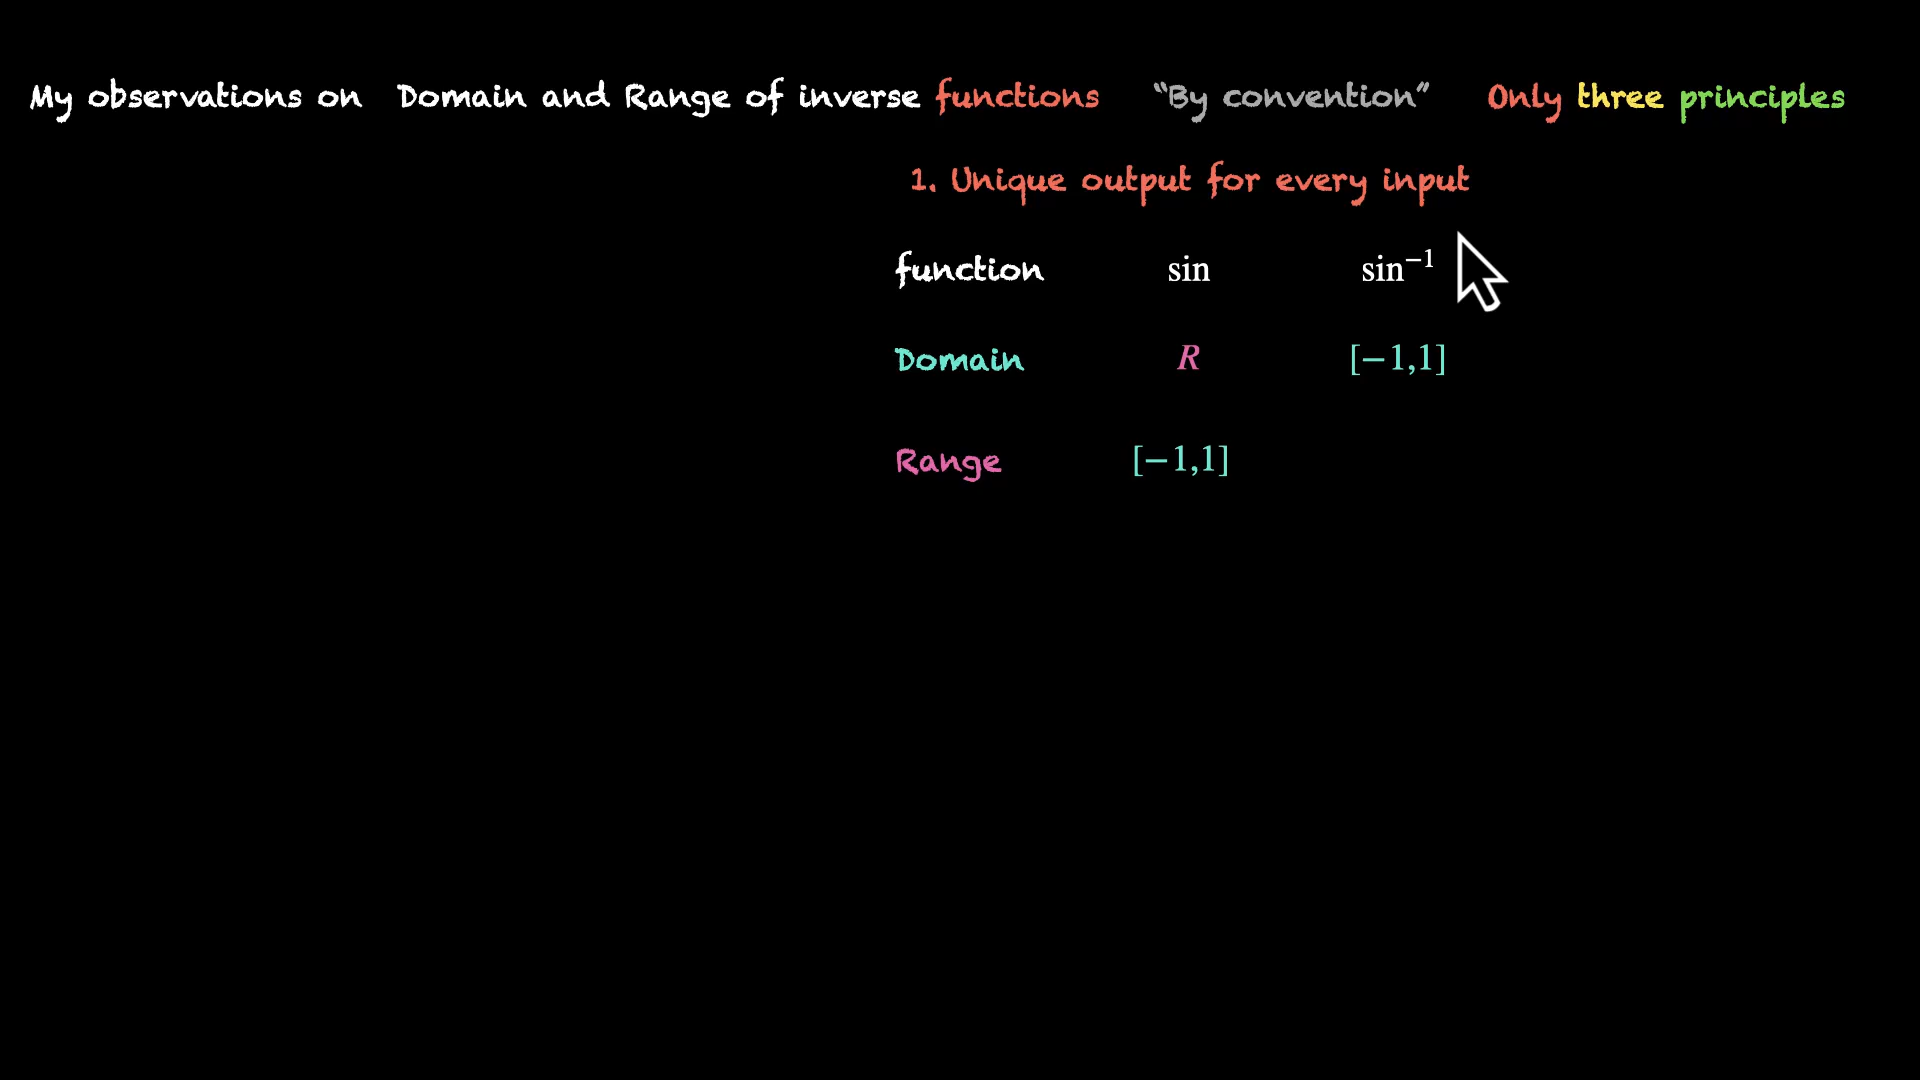 My observations on Domain and Range of inverse functions “By convention” Only three principles
1. Unique output for every input
function sin sin⁻¹
Domain R [−1,1]
Range [−1,1]